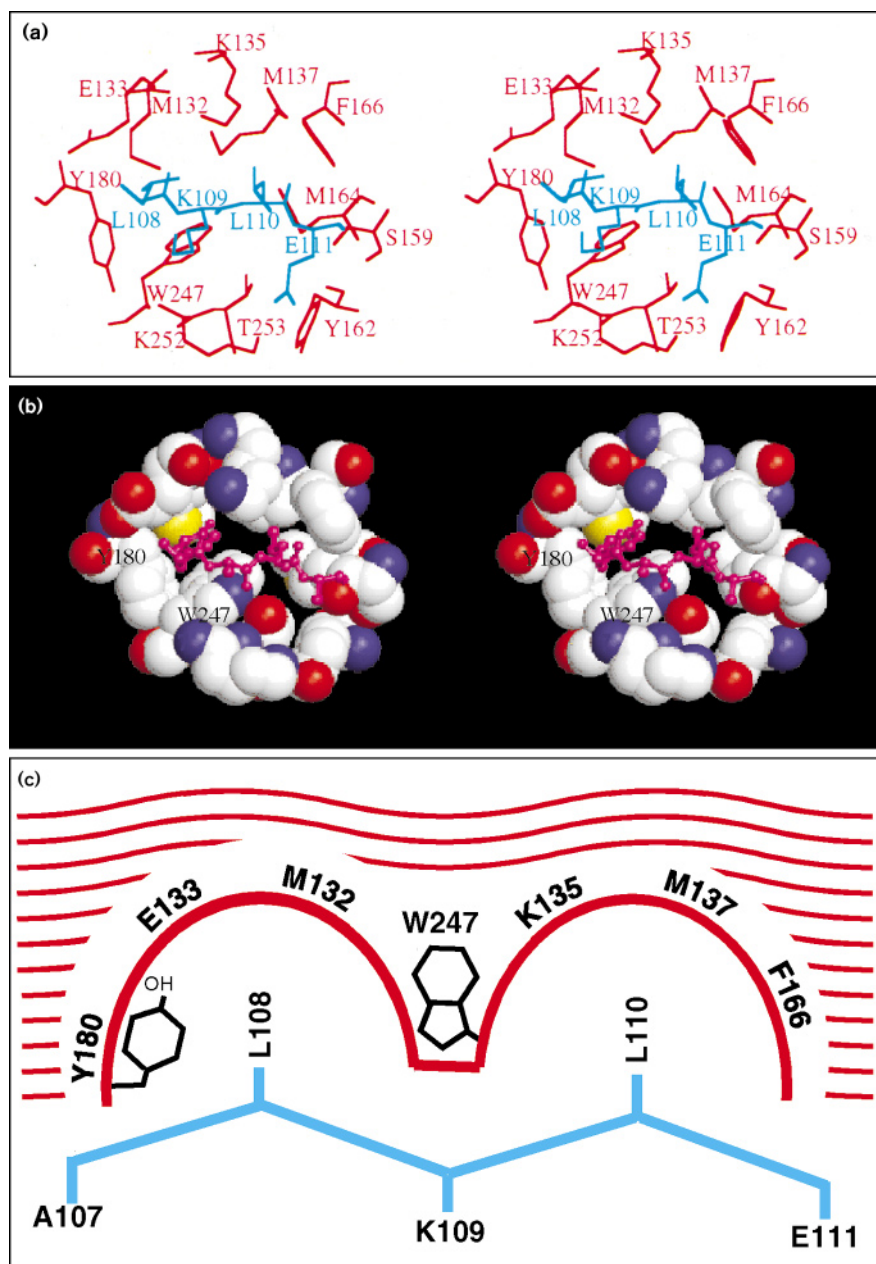 (a)
K135
E133
M137
M132
F166
Y180
K109
M164
L108
L110
S159
E111
W247
K252
T253
Y162
K135
E133
M137
M132
F166
Y180
K109
M164
L108
L110
S159
E111
W247
K252
T253
Y162
(b)
Y180
W247
Y180
W247
(c)
E133
M132
W247
K135
M137
OH
Y180
L108
L110
F166
A107
K109
E111